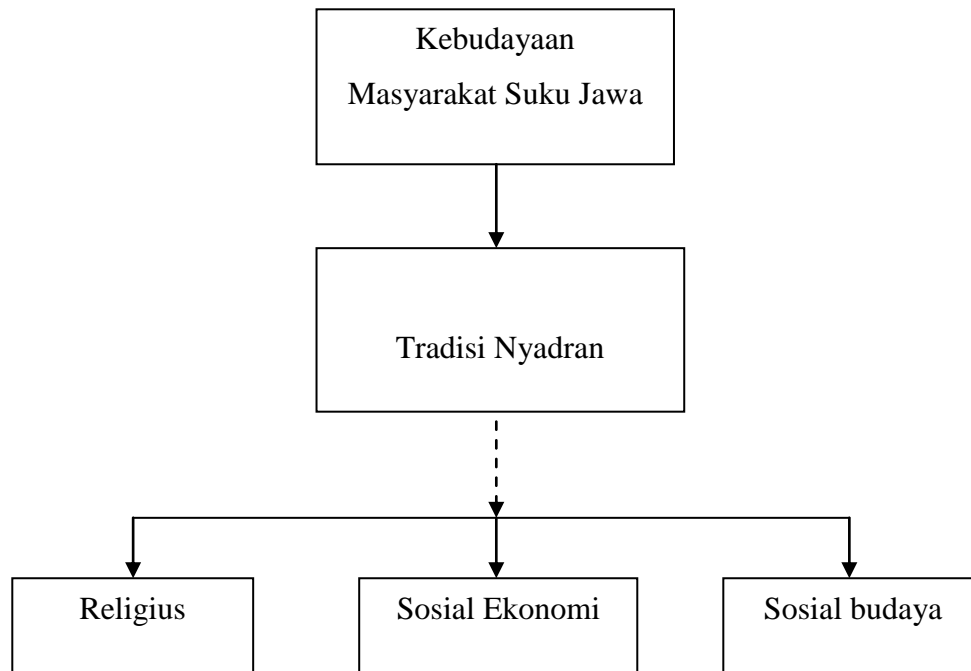 Kebudayaan
Masyarakat Suku Jawa
Tradisi Nyadran
Religius
Sosial Ekonomi
Sosial budaya